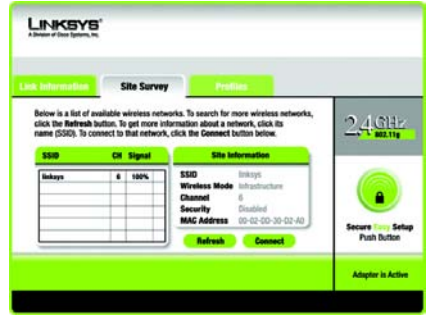 LINKSYS®
A Division of Cisco Systems, Inc.
Link Information
Site Survey
Profiles
2.4 GHz
802.11g
Below is a list of available wireless networks. To search for more wireless networks,
click the Refresh button. To get more information about a network, click its
name (SSID). To connect to that network, click the Connect button below.
SSID CH Signal
linksys 6 100%
Site Information
SSID linksys
Wireless Mode Infrastructure
Channel 6
Security Disabled
MAC Address 00-02-DD-30-D2-A0
Refresh Connect
Secure Easy Setup
Push Button
Adapter is Active